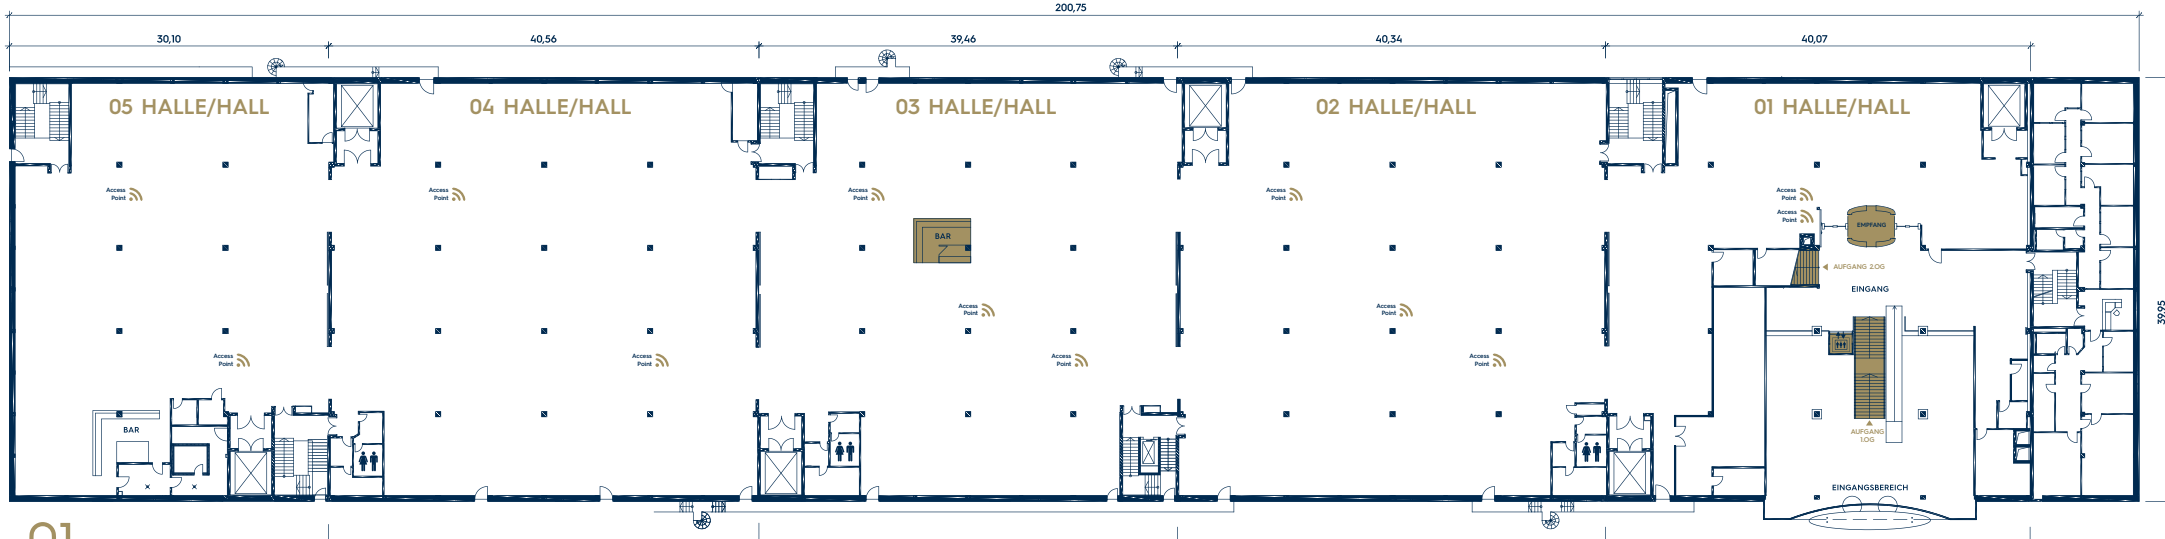 200,75
30,10
40,56
39,46
40,34
40,07
05 HALLE/HALL
04 HALLE/HALL
03 HALLE/HALL
02 HALLE/HALL
01 HALLE/HALL
Access
Point
Access
Point
Access
Point
Access
Point
Access
Point
Access
Point
EMPFANG
BAR
AUFGANG 2.OG
EINGANG
39,95
Access
Point
Access
Point
Access
Point
Access
Point
Access
Point
Access
Point
BAR
AUFGANG
1.OG
EINGANGSBEREICH
01